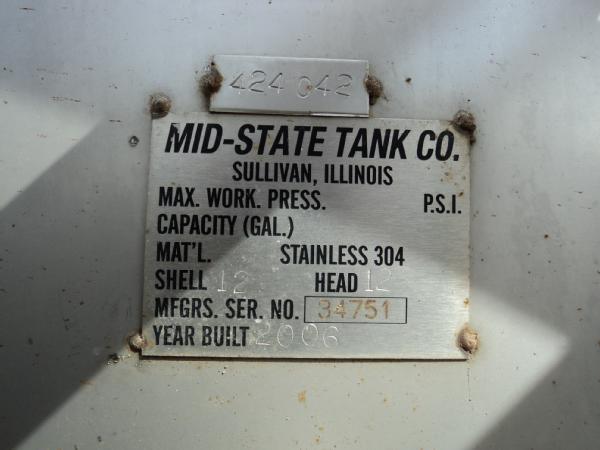 424 042
MID-STATE TANK CO.
SULLIVAN, ILLINOIS
MAX. WORK. PRESS. P.S.I.
CAPACITY (GAL.)
MAT'L. STAINLESS 304
SHELL 12 HEAD 12
MFGRS. SER. NO. 34751
YEAR BUILT 2006